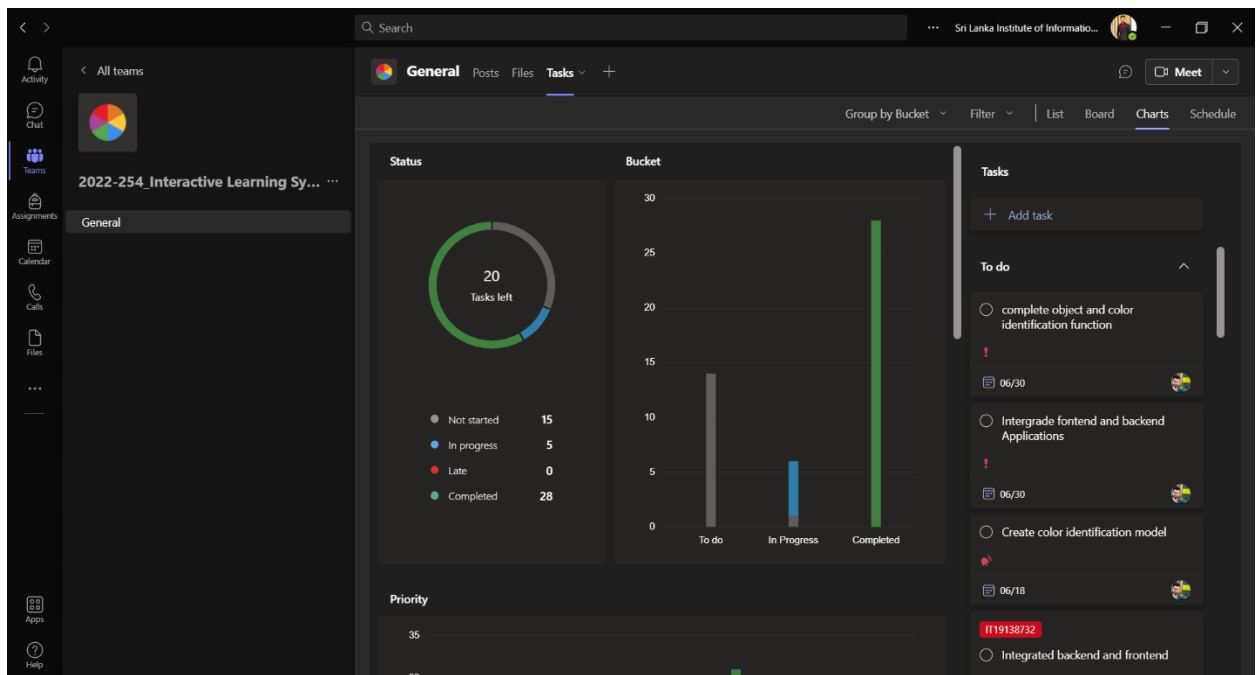 Search
Sri Lanka Institute of Informatio...
Activity
Chat
Teams
Assignments
Calendar
Calls
Files
Apps
Help
All teams
2022-254_Interactive Learning Sy...
General
General Posts Files Tasks
Meet
Group by Bucket Filter List Board Charts Schedule
Status
20
Tasks left
Not started 15
In progress 5
Late 0
Completed 28
Bucket
30
25
20
15
10
5
0
To do In Progress Completed
Priority
35
Tasks
Add task
To do
complete object and color
identification function
06/30
Intergrade fontend and backend
Applications
06/30
Create color identification model
06/18
IT19138732
Integrated backend and frontend